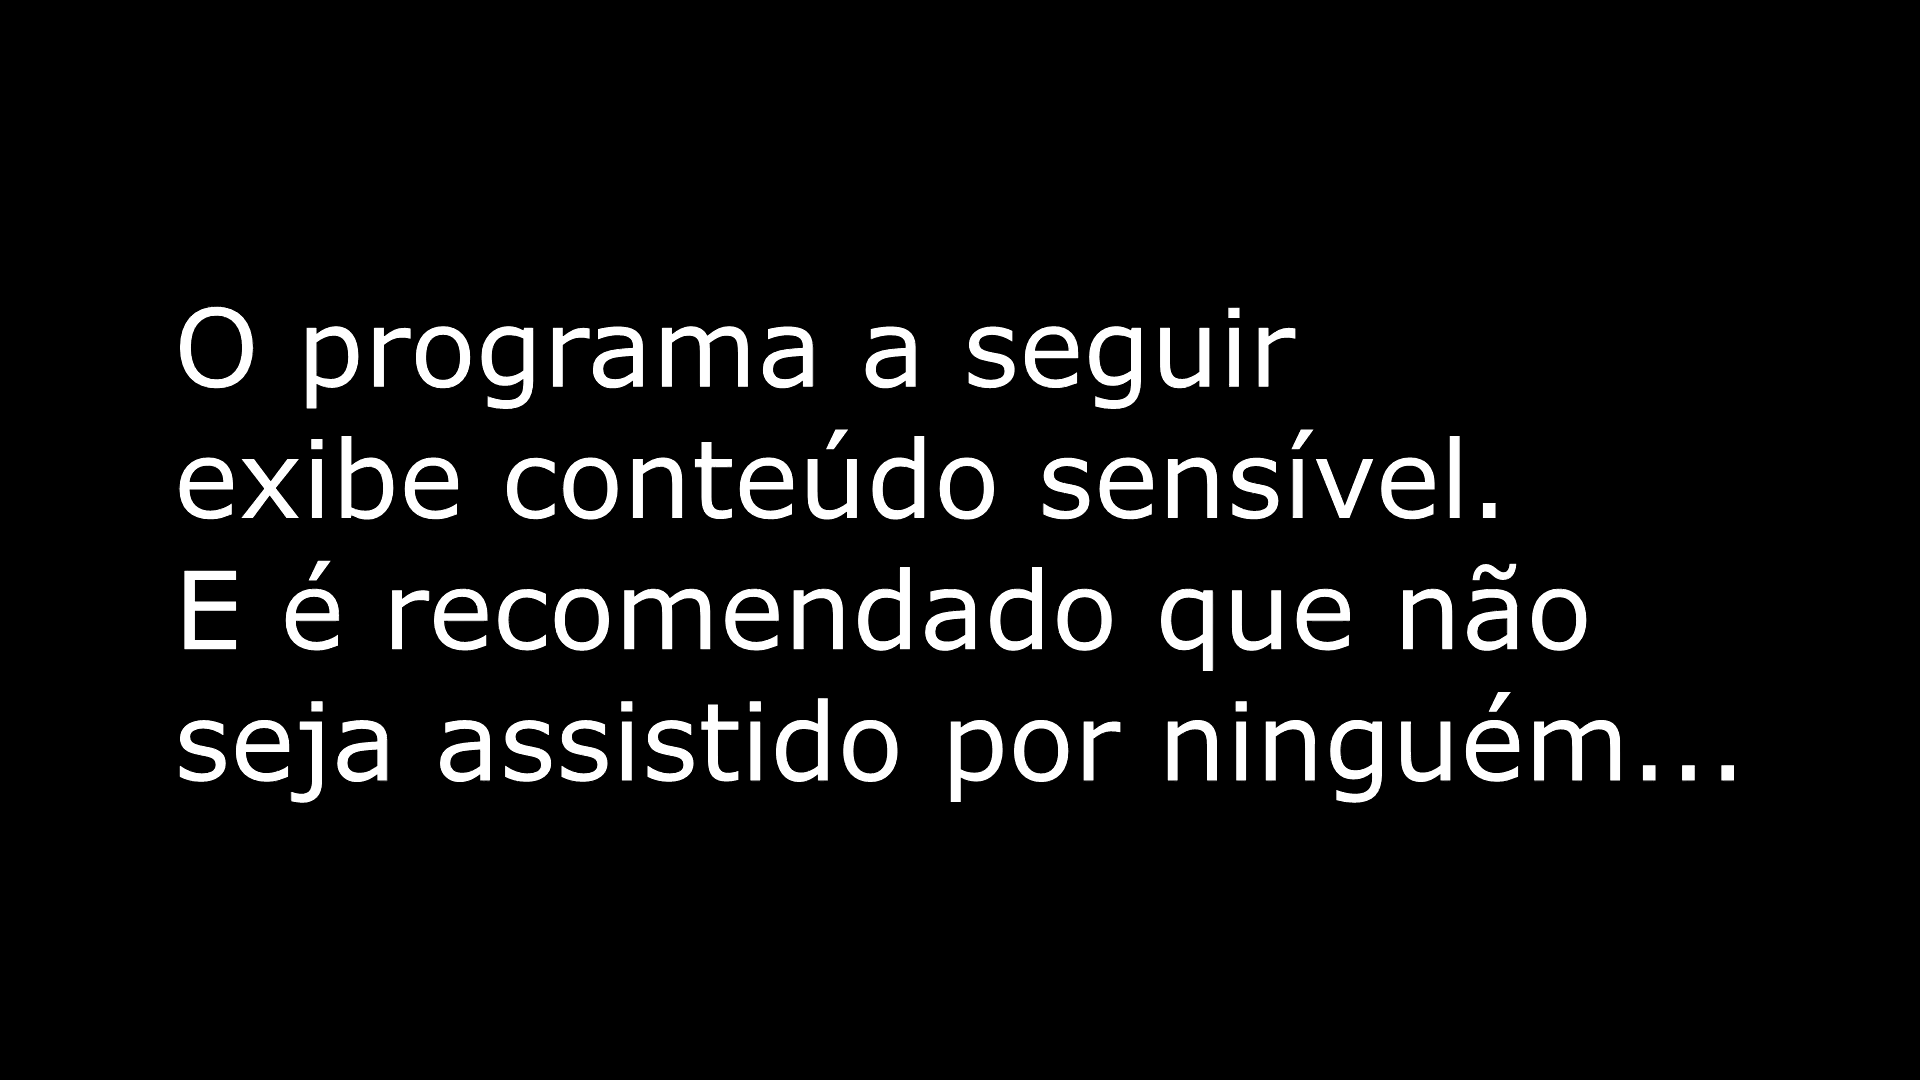 O programa a seguir
exibe conteúdo sensível.
E é recomendado que não
seja assistido por ninguém...